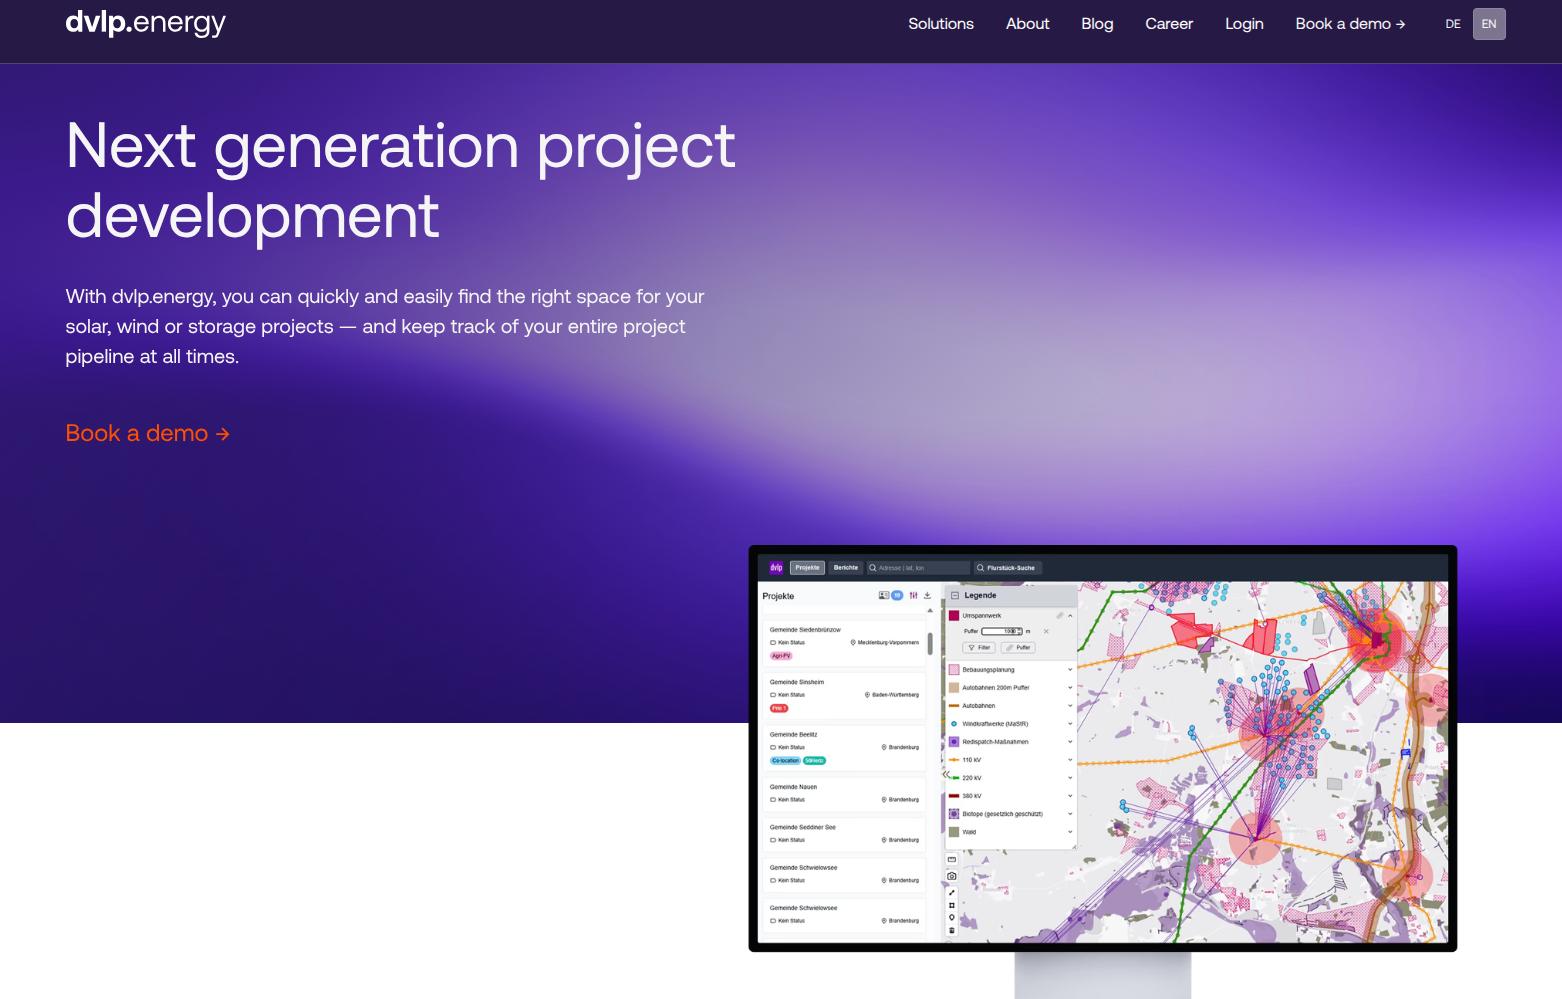 dvlp.energy
Solutions About Blog Career Login Book a demo → DE EN
Next generation project
development
With dvlp.energy, you can quickly and easily find the right space for your
solar, wind or storage projects — and keep track of your entire project
pipeline at all times.
Book a demo →
dvlp Projekte Berichte Adresse | lat, lon Flurstück-Suche
Projekte
Gemeinde Siedenbrünzow
Kein Status Mecklenburg-Vorpommern
Agri-PV
Gemeinde Sinsheim
Kein Status Baden-Württemberg
Prio 1
Gemeinde Beelitz
Kein Status Brandenburg
Co-location 50Hertz
Gemeinde Nauen
Kein Status Brandenburg
Gemeinde Seddiner See
Kein Status Brandenburg
Gemeinde Schwielowsee
Kein Status Brandenburg
Gemeinde Schwielowsee
Kein Status Brandenburg
Legende
Umspannwerk
Puffer m
Filter Puffer
Bebauungsplanung
Autobahnen 200m Puffer
Autobahnen
Windkraftwerke (MaStR)
Redispatch-Maßnahmen
110 kV
220 kV
380 kV
Biotope (gesetzlich geschützt)
Wald